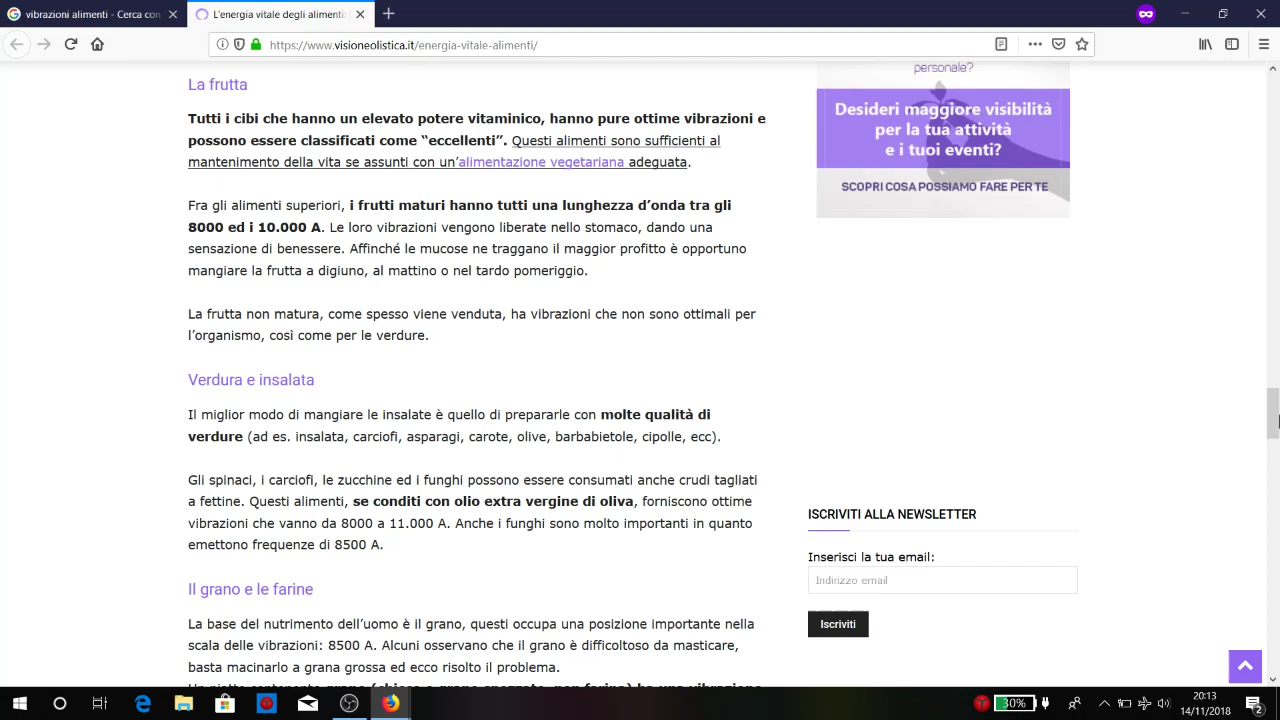 vibrazioni alimenti - Cerca con
L'energia vitale degli alimenti:
https://www.visioneolistica.it/energia-vitale-alimenti/
La frutta
Tutti i cibi che hanno un elevato potere vitaminico, hanno pure ottime vibrazioni e
possono essere classificati come “eccellenti”. Questi alimenti sono sufficienti al
mantenimento della vita se assunti con un’alimentazione vegetariana adeguata.
Fra gli alimenti superiori, i frutti maturi hanno tutti una lunghezza d’onda tra gli
8000 ed i 10.000 A. Le loro vibrazioni vengono liberate nello stomaco, dando una
sensazione di benessere. Affinché le mucose ne traggano il maggior profitto è opportuno
mangiare la frutta a digiuno, al mattino o nel tardo pomeriggio.
La frutta non matura, come spesso viene venduta, ha vibrazioni che non sono ottimali per
l’organismo, così come per le verdure.
Verdura e insalata
Il miglior modo di mangiare le insalate è quello di prepararle con molte qualità di
verdure (ad es. insalata, carciofi, asparagi, carote, olive, barbabietole, cipolle, ecc).
Gli spinaci, i carciofi, le zucchine ed i funghi possono essere consumati anche crudi tagliati
a fettine. Questi alimenti, se conditi con olio extra vergine di oliva, forniscono ottime
vibrazioni che vanno da 8000 a 11.000 A. Anche i funghi sono molto importanti in quanto
emettono frequenze di 8500 A.
Il grano e le farine
La base del nutrimento dell’uomo è il grano, questi occupa una posizione importante nella
scala delle vibrazioni: 8500 A. Alcuni osservano che il grano è difficoltoso da masticare,
basta macinarlo a grana grossa ed ecco risolto il problema.
personale?
Desideri maggiore visibilità
per la tua attività
e i tuoi eventi?
SCOPRI COSA POSSIAMO FARE PER TE
ISCRIVITI ALLA NEWSLETTER
Inserisci la tua email:
Indirizzo email
Iscriviti
30%
20:13
14/11/2018
2